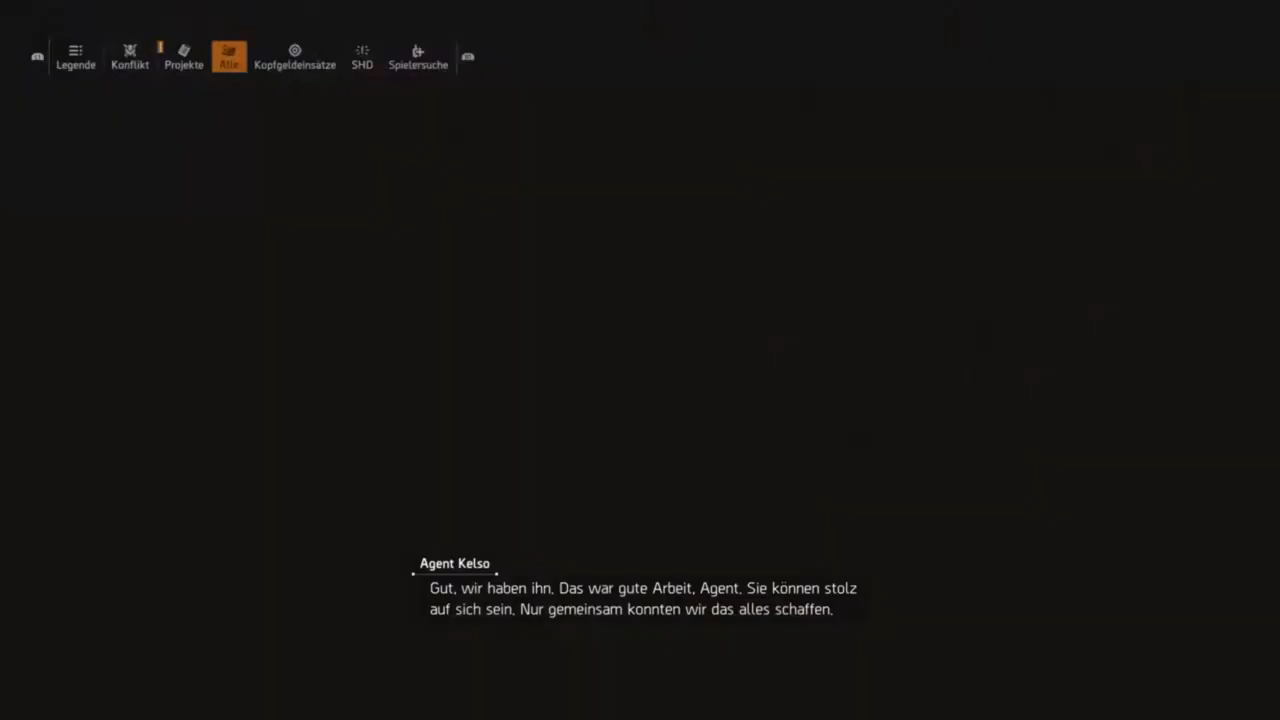 Legende Konflikt Projekte Alle Kopfgeldeinsätze SHD Spielersuche
Agent Kelso
Gut, wir haben ihn. Das war gute Arbeit, Agent. Sie können stolz
auf sich sein. Nur gemeinsam konnten wir das alles schaffen.